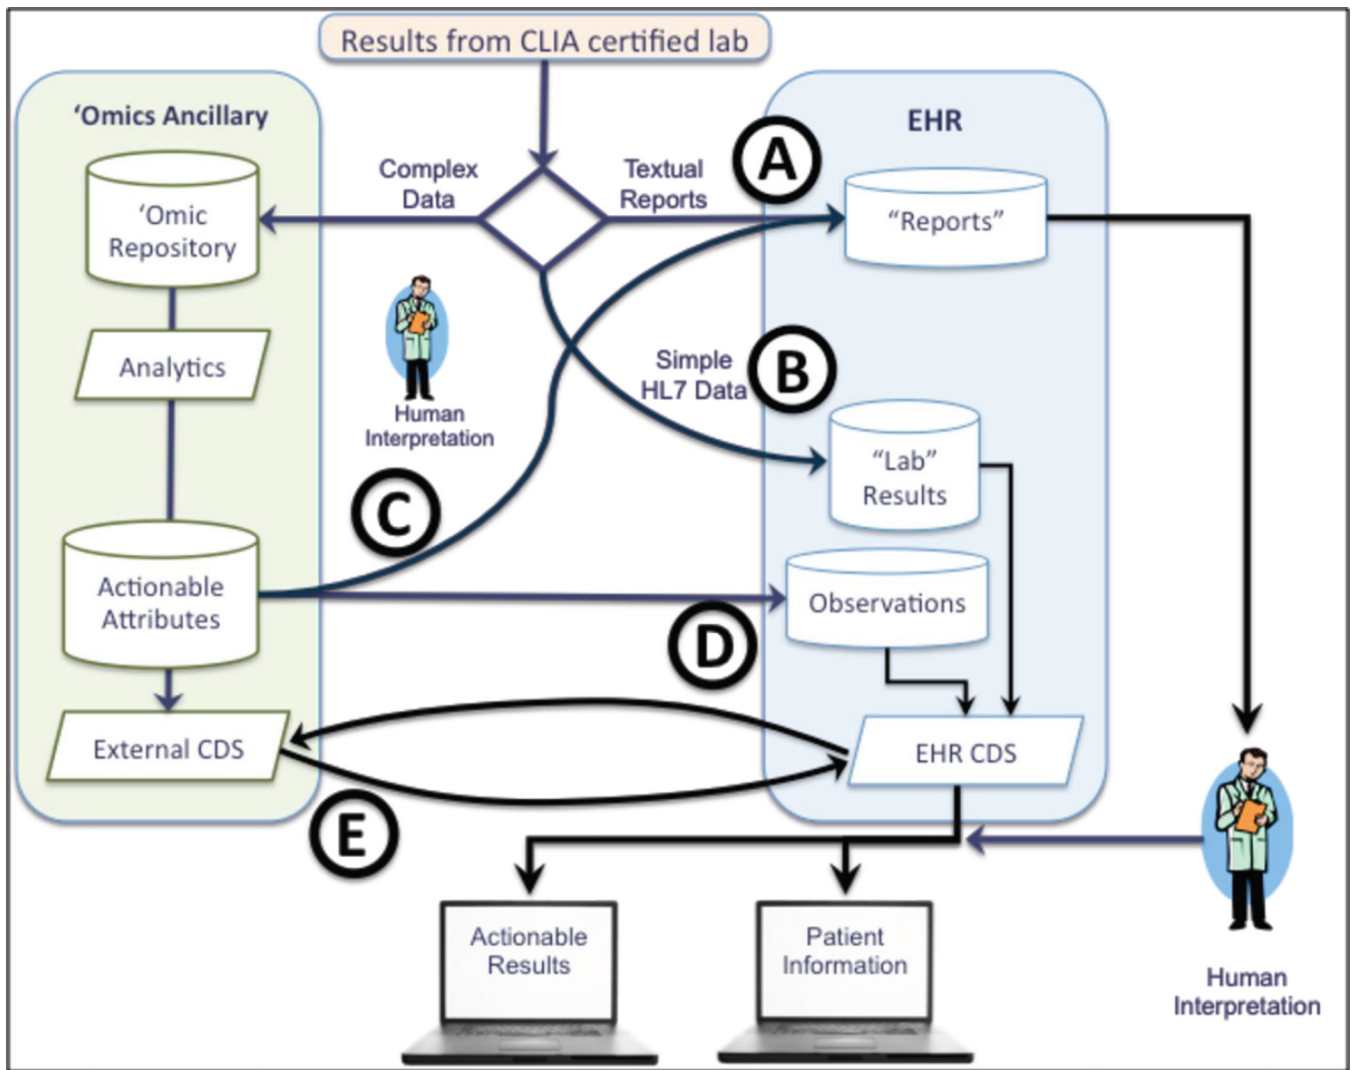 Results from CLIA certified lab
‘Omics Ancillary
EHR
Complex
Data
Textual
Reports
A
‘Omic
Repository
“Reports”
Analytics
Human
Interpretation
Simple
HL7 Data
B
“Lab”
Results
C
Actionable
Attributes
Observations
D
External CDS
EHR CDS
E
Actionable
Results
Patient
Information
Human
Interpretation